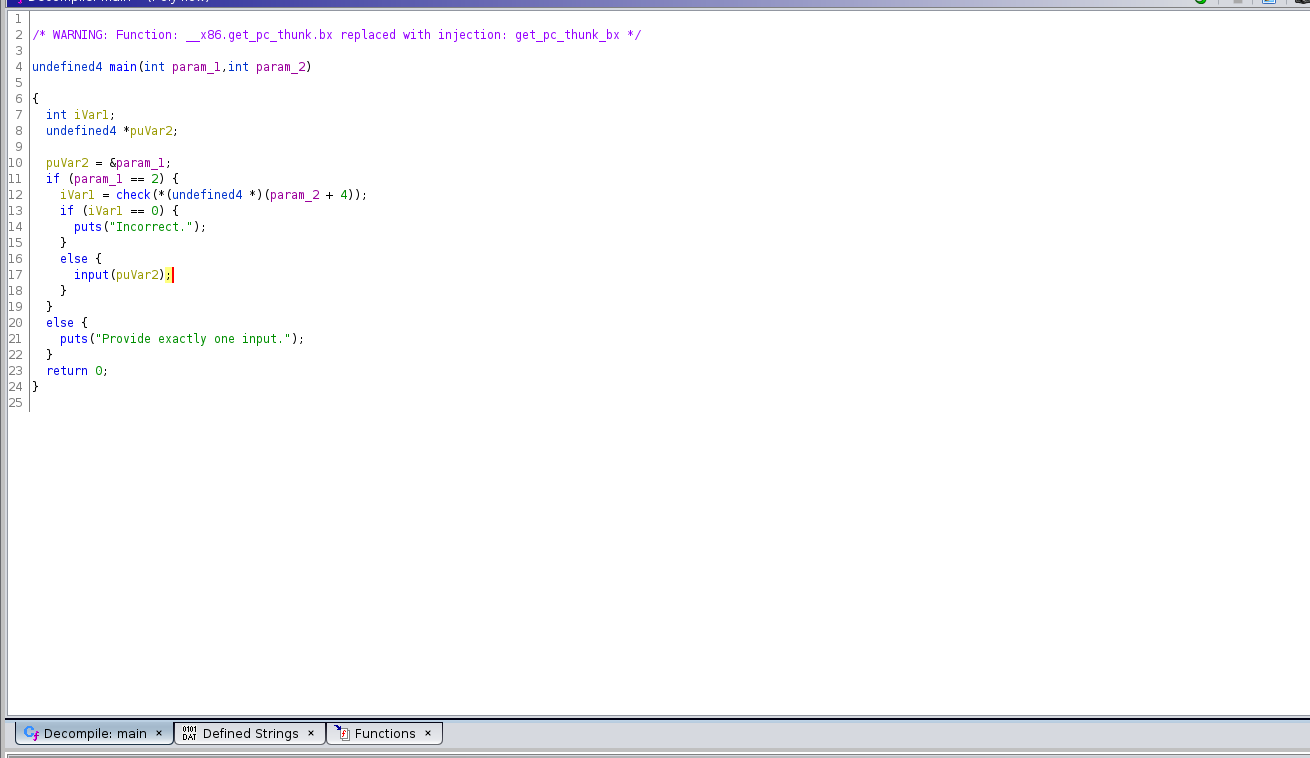 Decompile: main
1
2 /* WARNING: Function: __x86.get_pc_thunk.bx replaced with injection: get_pc_thunk_bx */
3
4 undefined4 main(int param_1,int param_2)
5
6 {
7   int iVar1;
8   undefined4 *puVar2;
9
10   puVar2 = &param_1;
11   if (param_1 == 2) {
12     iVar1 = check(*(undefined4 *)(param_2 + 4));
13     if (iVar1 == 0) {
14       puts("Incorrect.");
15     }
16     else {
17       input(puVar2);
18     }
19   }
20   else {
21     puts("Provide exactly one input.");
22   }
23   return 0;
24 }
25
Decompile: main × 0101 DAT Defined Strings × Functions ×